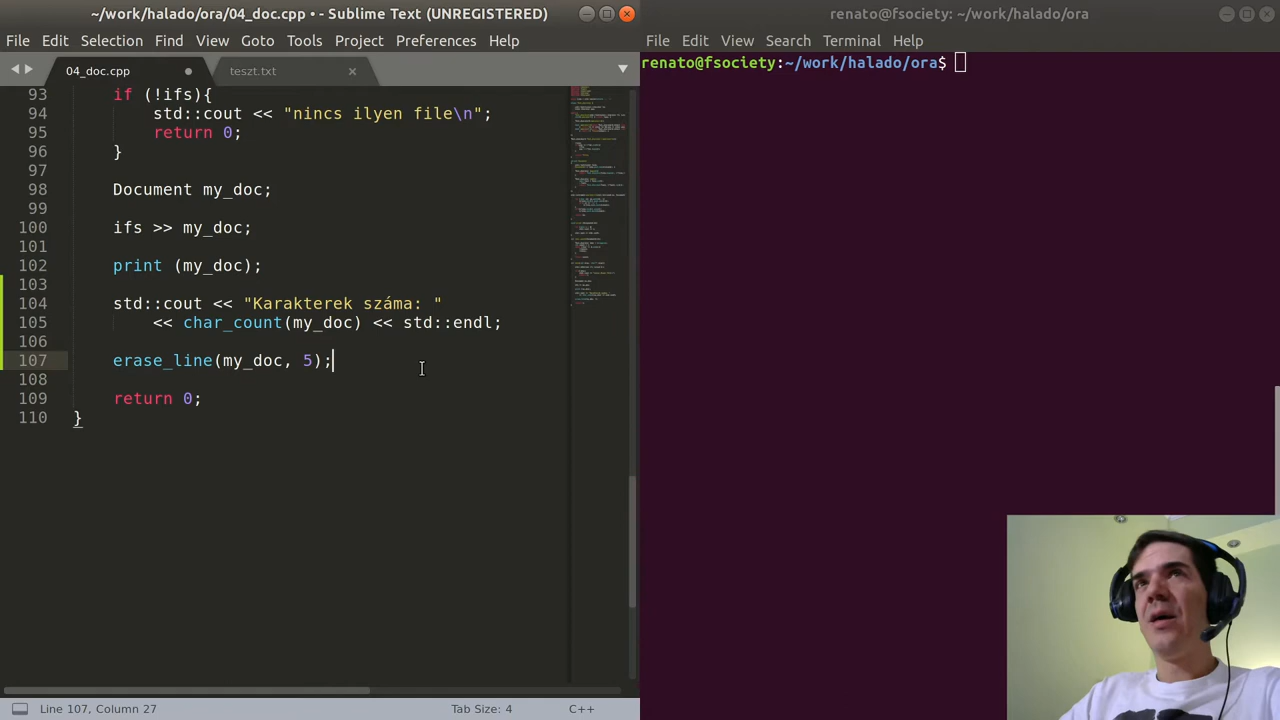 ~/work/halado/ora/04_doc.cpp • - Sublime Text (UNREGISTERED)
File Edit Selection Find View Goto Tools Project Preferences Help
04_doc.cpp
teszt.txt
93 if (!ifs){
94 std::cout << "nincs ilyen file\n";
95 return 0;
96 }
97
98 Document my_doc;
99
100 ifs >> my_doc;
101
102 print (my_doc);
103
104 std::cout << "Karakterek száma: "
105 << char_count(my_doc) << std::endl;
106
107 erase_line(my_doc, 5);
108
109 return 0;
110 }
Line 107, Column 27
Tab Size: 4
C++
renato@fsociety: ~/work/halado/ora
File Edit View Search Terminal Help
renato@fsociety:~/work/halado/ora$